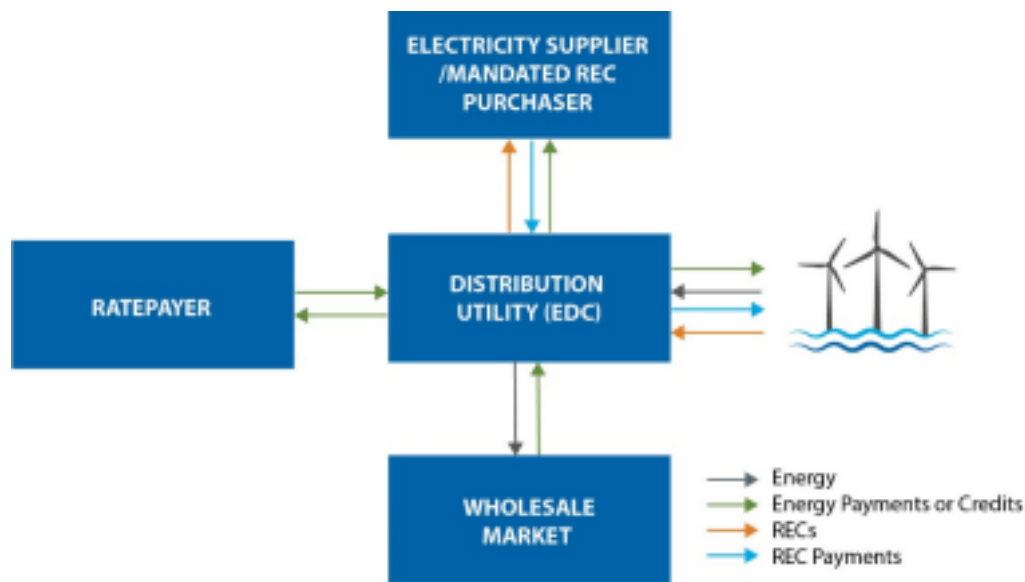 ELECTRICITY SUPPLIER
/MANDATED REC
PURCHASER
RATEPAYER
DISTRIBUTION
UTILITY (EDC)
WHOLESALE
MARKET
Energy
Energy Payments or Credits
RECs
REC Payments